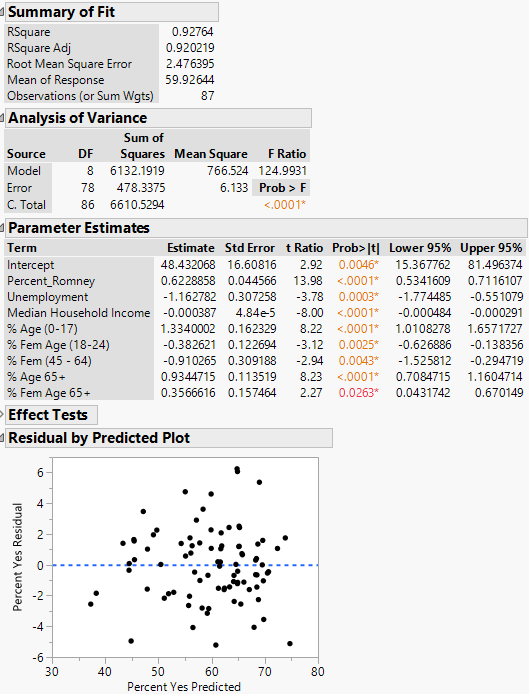 Summary of Fit
RSquare 0.92764
RSquare Adj 0.920219
Root Mean Square Error 2.476395
Mean of Response 59.92644
Observations (or Sum Wgts) 87
Analysis of Variance
Sum of
Source DF Squares Mean Square F Ratio
Model 8 6132.1919 766.524 124.9931
Error 78 478.3375 6.133 Prob > F
C. Total 86 6610.5294 <.0001*
Parameter Estimates
Term Estimate Std Error t Ratio Prob>|t| Lower 95% Upper 95%
Intercept 48.432068 16.60816 2.92 0.0046* 15.367762 81.496374
Percent_Romney 0.6228858 0.044566 13.98 <.0001* 0.5341609 0.7116107
Unemployment -1.162782 0.307258 -3.78 0.0003* -1.774485 -0.551079
Median Household Income -0.000387 4.84e-5 -8.00 <.0001* -0.000484 -0.000291
% Age (0-17) 1.3340002 0.162329 8.22 <.0001* 1.0108278 1.6571727
% Fem Age (18-24) -0.382621 0.122694 -3.12 0.0025* -0.626886 -0.138356
% Fem (45 - 64) -0.910265 0.309188 -2.94 0.0043* -1.525812 -0.294719
% Age 65+ 0.9344715 0.113519 8.23 <.0001* 0.7084715 1.1604714
% Fem Age 65+ 0.3566616 0.157464 2.27 0.0263* 0.0431742 0.670149
Effect Tests
Residual by Predicted Plot
Percent Yes Residual
6
4
2
0
-2
-4
-6
30 40 50 60 70 80
Percent Yes Predicted